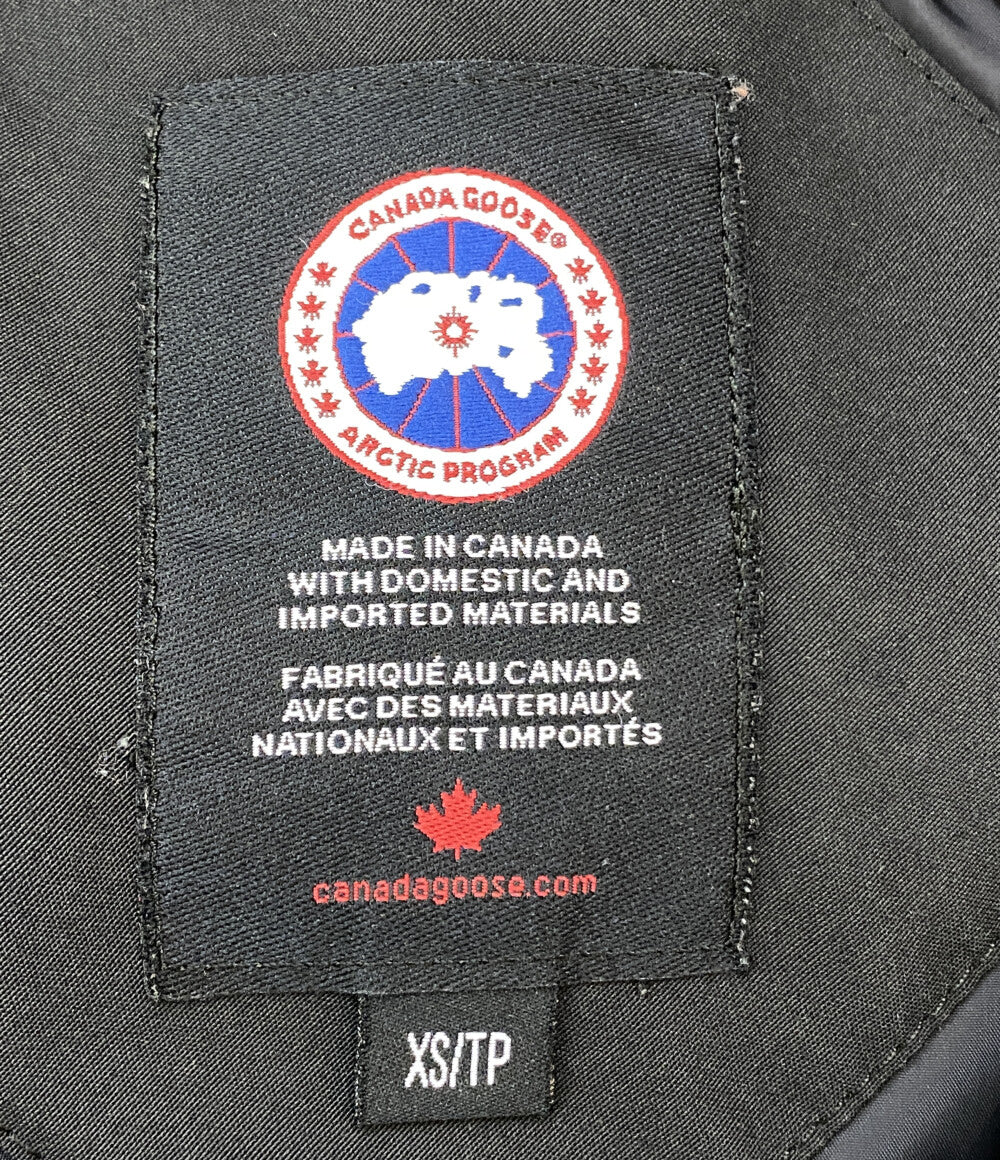 CANADA GOOSE®
ARCTIC PROGRAM
MADE IN CANADA
WITH DOMESTIC AND
IMPORTED MATERIALS
FABRIQUÉ AU CANADA
AVEC DES MATERIAUX
NATIONAUX ET IMPORTÉS
canadagoose.com
XS/TP